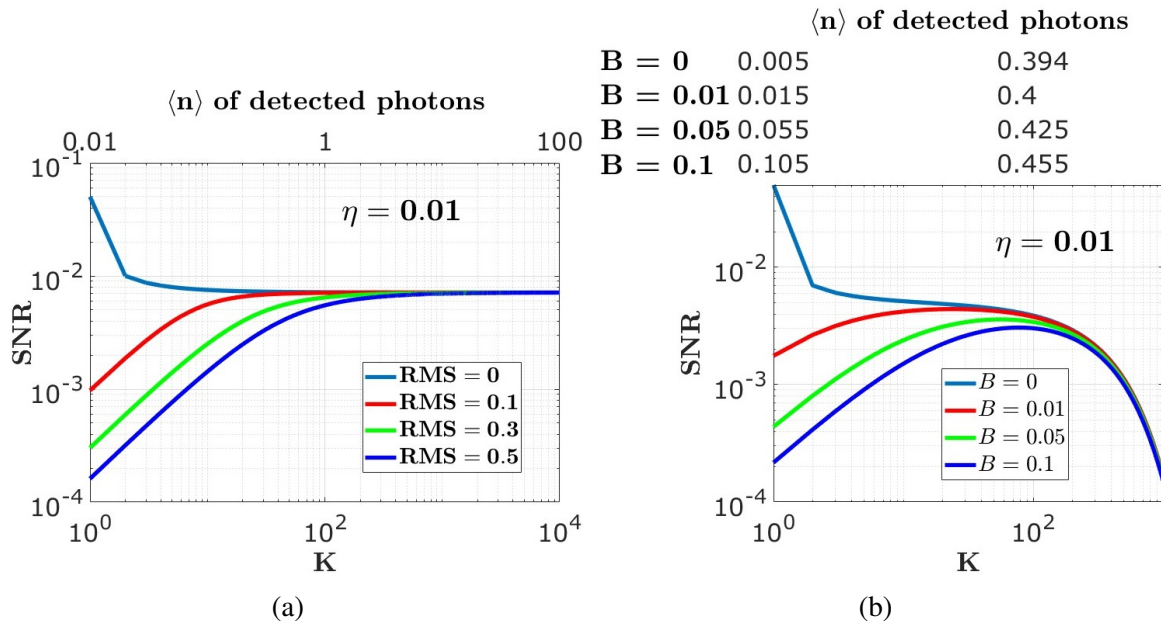 ⟨n⟩ of detected photons
0.01 1 100
10^-1
10^-2
10^-3
10^-4
SNR
η = 0.01
RMS = 0
RMS = 0.1
RMS = 0.3
RMS = 0.5
10^0 10^2 10^4
K
(a)
⟨n⟩ of detected photons
B = 0 0.005 0.394
B = 0.01 0.015 0.4
B = 0.05 0.055 0.425
B = 0.1 0.105 0.455
10^-2
10^-3
10^-4
SNR
η = 0.01
B = 0
B = 0.01
B = 0.05
B = 0.1
10^0 10^2
K
(b)